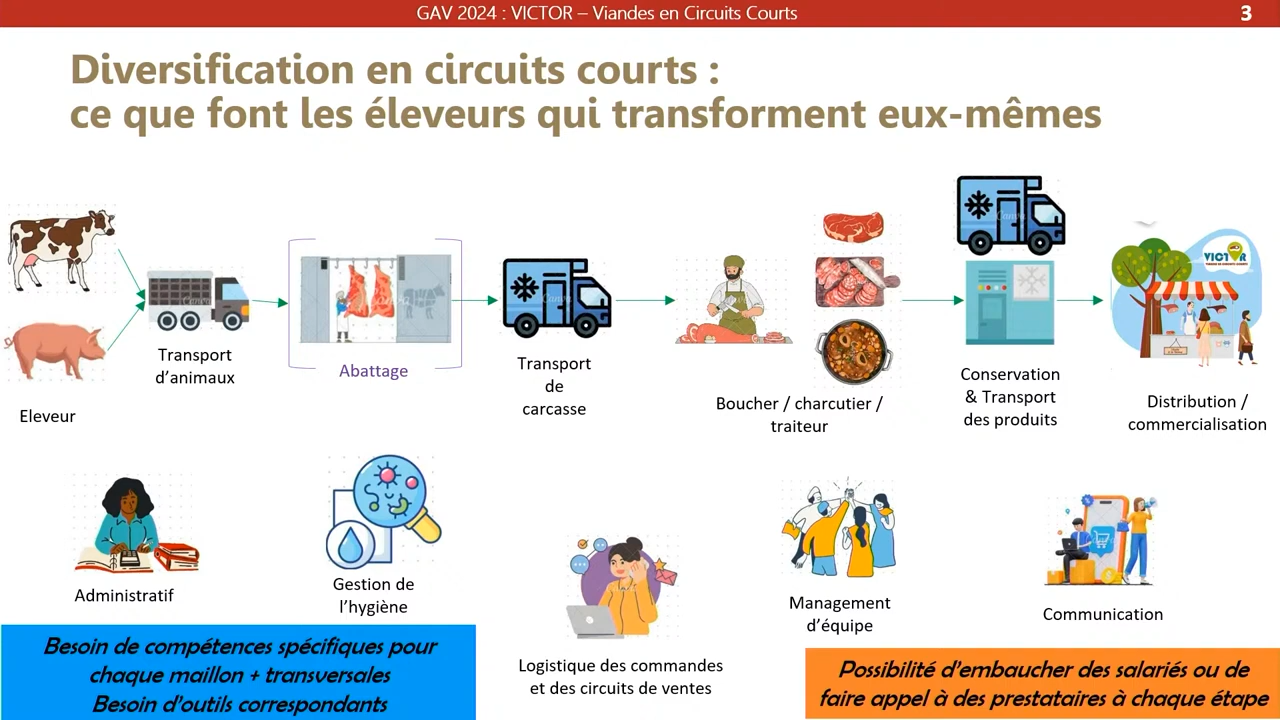 GAV 2024 : VICTOR – Viandes en Circuits Courts
3
Diversification en circuits courts :
ce que font les éleveurs qui transforment eux-mêmes
Eleveur
Transport
d’animaux
Abattage
Transport
de
carcasse
Boucher / charcutier /
traiteur
Conservation
& Transport
des produits
VICTOR
Distribution /
commercialisation
Administratif
Gestion de
l’hygiène
Logistique des commandes
et des circuits de ventes
Management
d’équipe
Communication
Besoin de compétences spécifiques pour
chaque maillon + transversales
Besoin d’outils correspondants
Possibilité d’embaucher des salariés ou de
faire appel à des prestataires à chaque étape